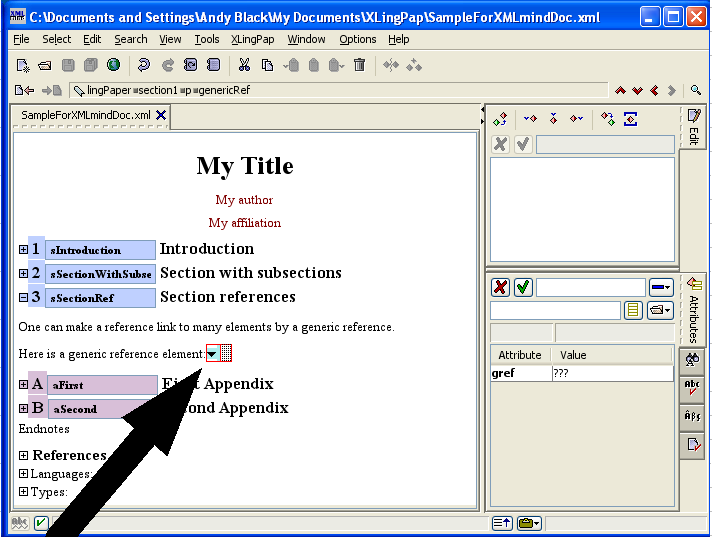 XML
C:\Documents and Settings\Andy Black\My Documents\XLingPap\SampleForXMLmindDoc.xml
File Select Edit Search View Tools XLingPap Window Options Help
lingPaper section1 p genericRef
SampleForXMLmindDoc.xml
Edit
My Title
My author
My affiliation
1 sIntroduction Introduction
2 sSectionWithSubse Section with subsections
3 sSectionRef Section references
One can make a reference link to many elements by a generic reference.
Here is a generic reference element:
Attributes
Attribute Value
gref ???
A aFirst First Appendix
B aSecond Appendix
Endnotes
References
Languages:
Types:
Abc
abc